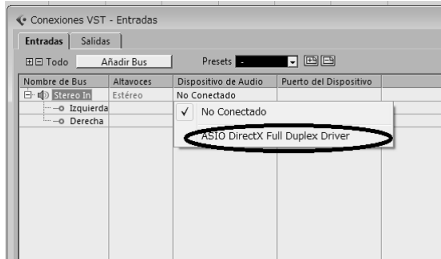 Conexiones VST - Entradas
Entradas Salidas
Todo Añadir Bus Presets -
Nombre de Bus Altavoces Dispositivo de Audio Puerto del Dispositivo
Stereo In Estéreo No Conectado
Izquierda
✓ No Conectado
Derecha
ASIO DirectX Full Duplex Driver